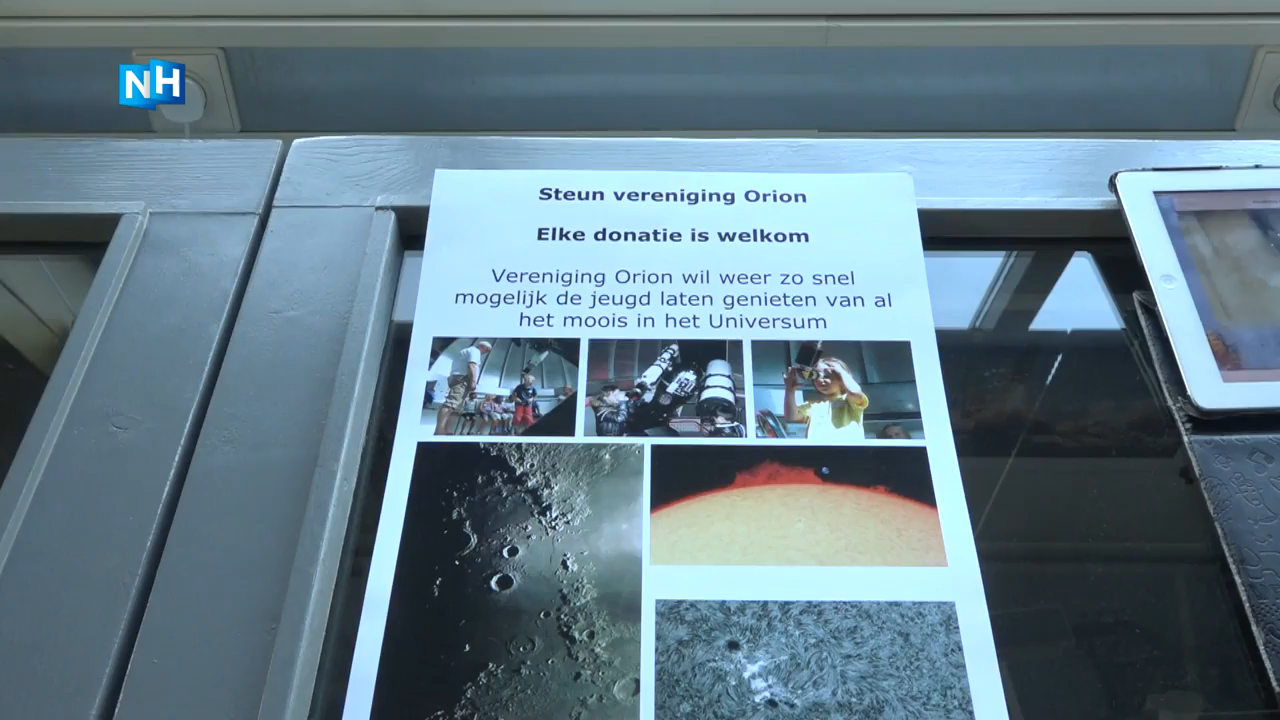 NH
Steun vereniging Orion
Elke donatie is welkom
Vereniging Orion wil weer zo snel
mogelijk de jeugd laten genieten van al
het moois in het Universum